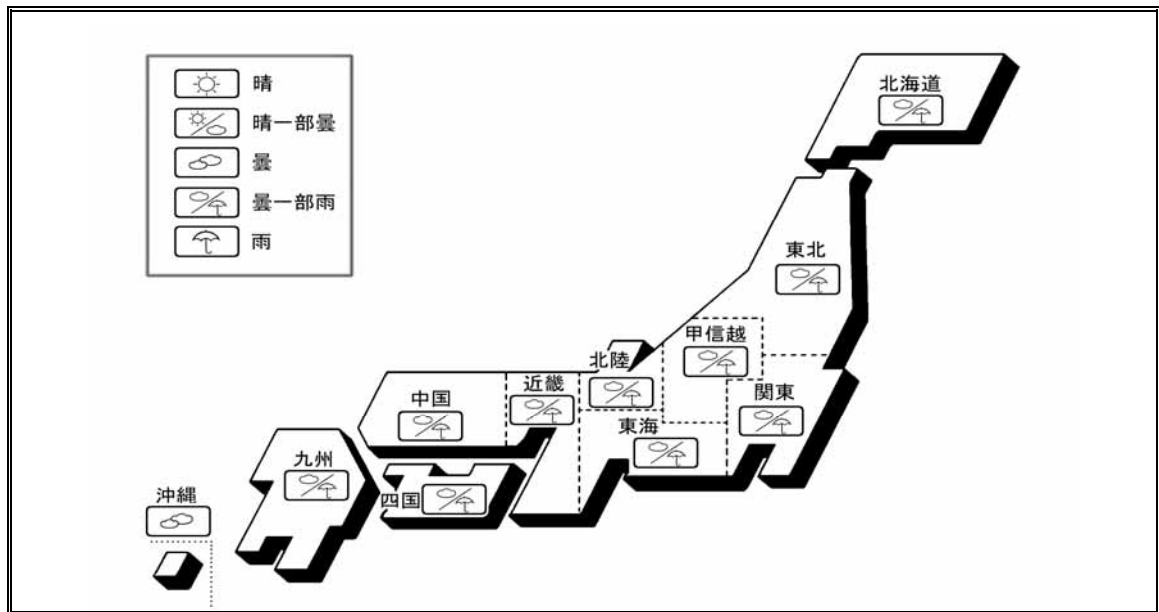 晴
晴一部曇
曇
曇一部雨
雨
北海道
東北
甲信越
北陸
近畿
関東
中国
東海
九州
四国
沖縄